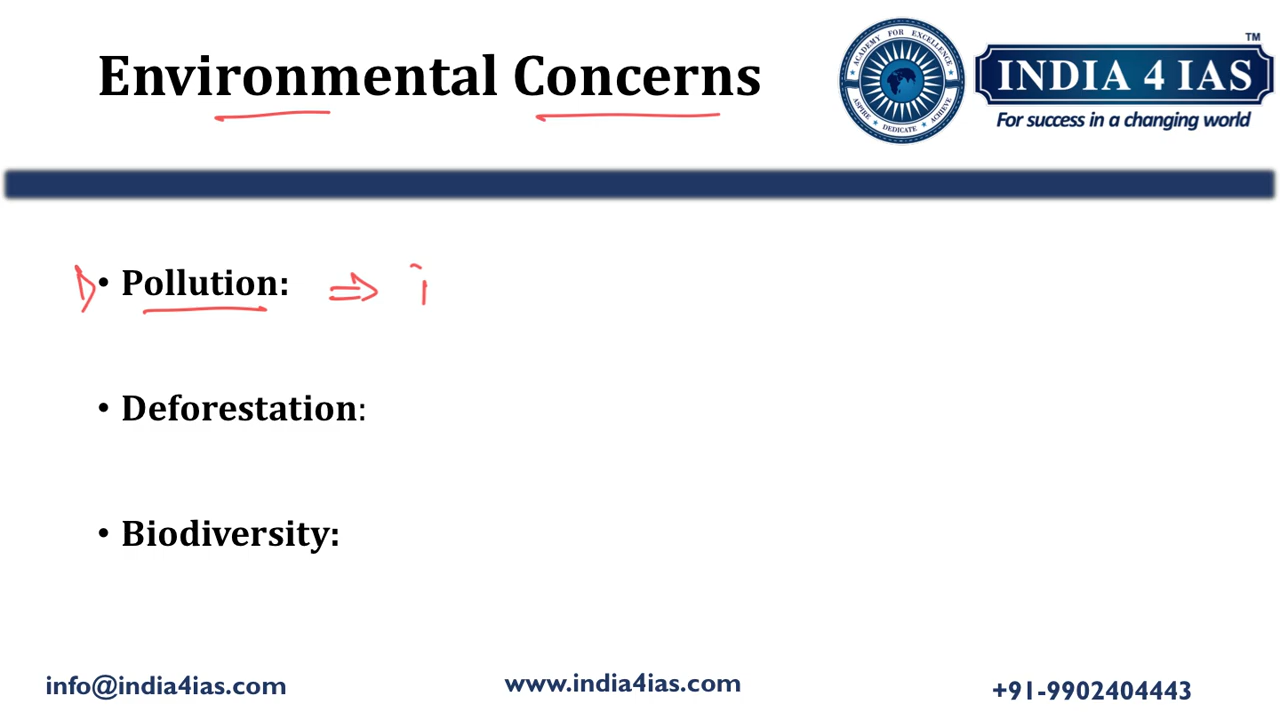 Environmental Concerns
ACADEMY FOR EXCELLENCE
ASPIRE ★ DEDICATE ★ ACHIEVE
INDIA 4 IAS
TM
For success in a changing world
• Pollution: ⇒
• Deforestation:
• Biodiversity:
info@india4ias.com
www.india4ias.com
+91-9902404443